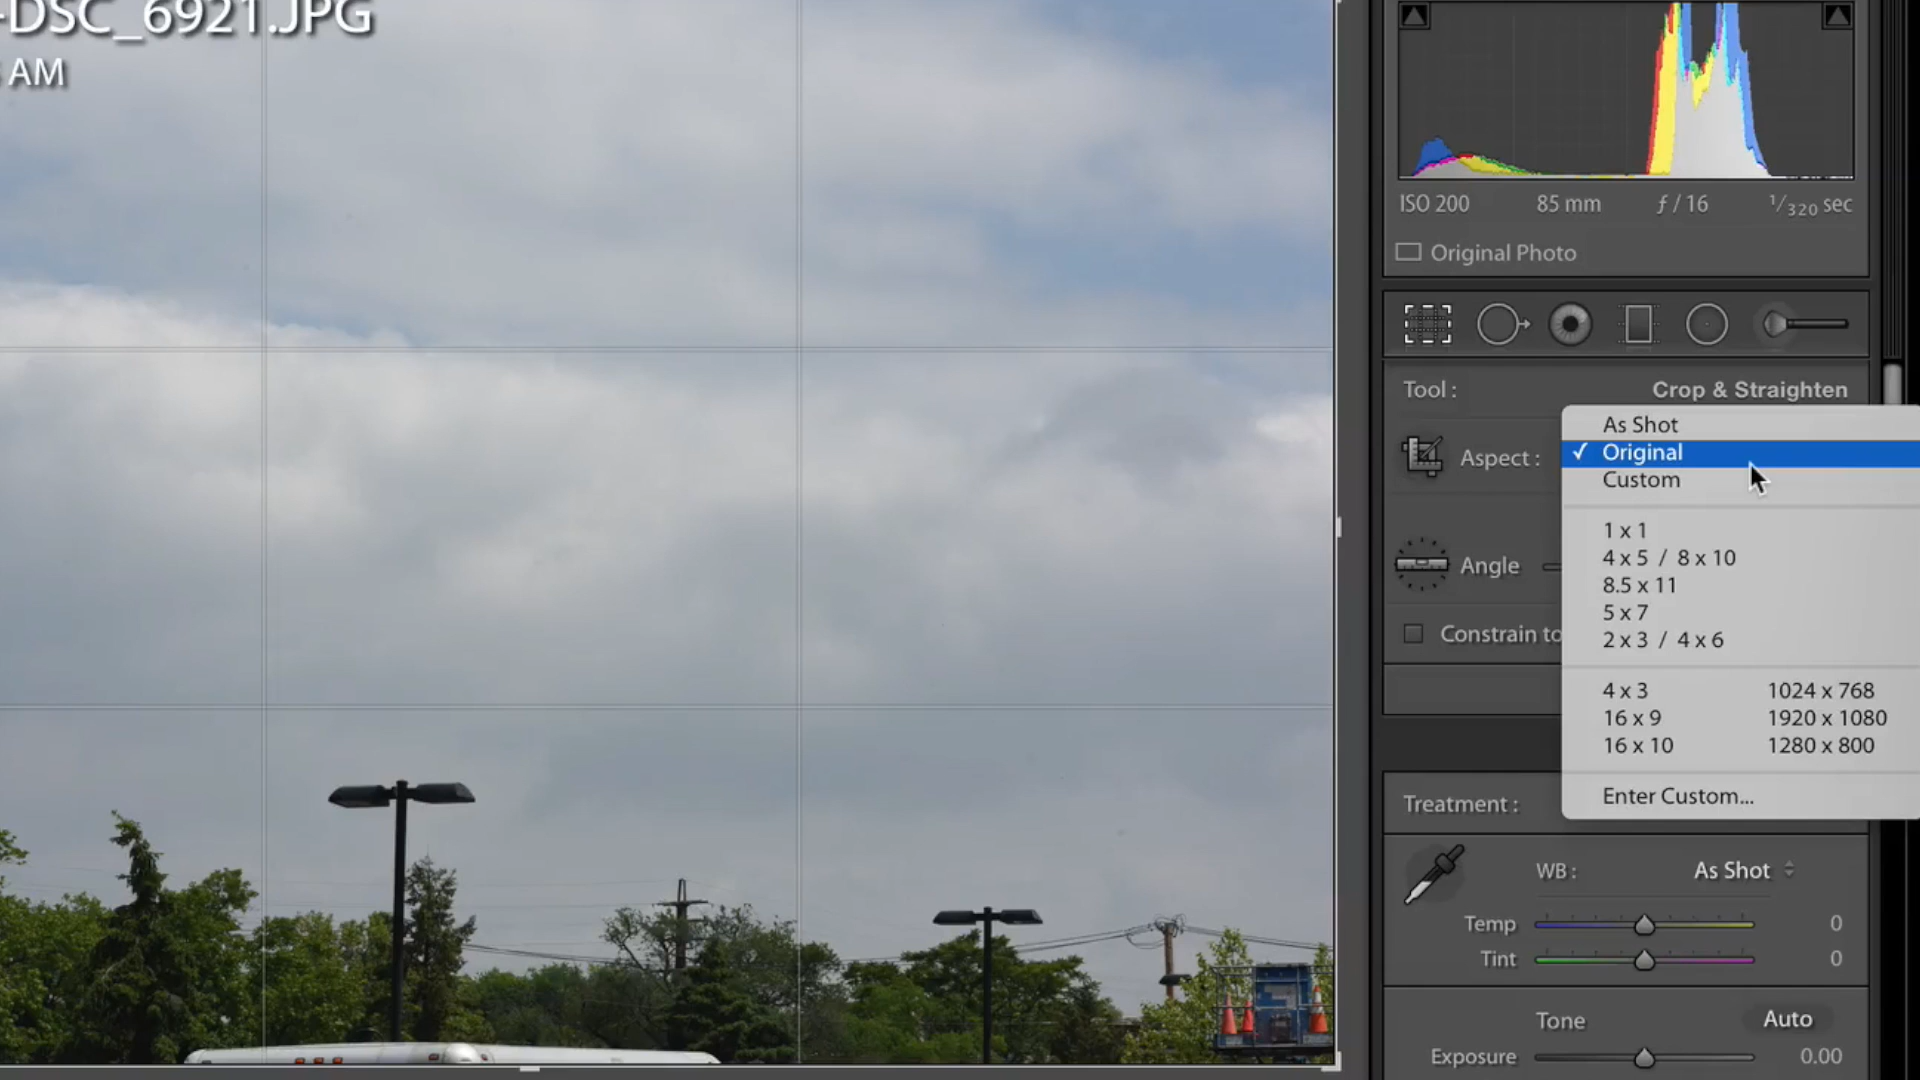 -DSC_6921.JPG
AM
ISO 200 85 mm ƒ / 16 1/320 sec
Original Photo
Tool : Crop & Straighten
As Shot
Aspect : ✓ Original
Custom
1 x 1
4 x 5 / 8 x 10
Angle
8.5 x 11
5 x 7
Constrain to 2 x 3 / 4 x 6
4 x 3 1024 x 768
16 x 9 1920 x 1080
16 x 10 1280 x 800
Treatment : Enter Custom...
WB : As Shot
Temp 0
Tint 0
Tone Auto
Exposure 0.00